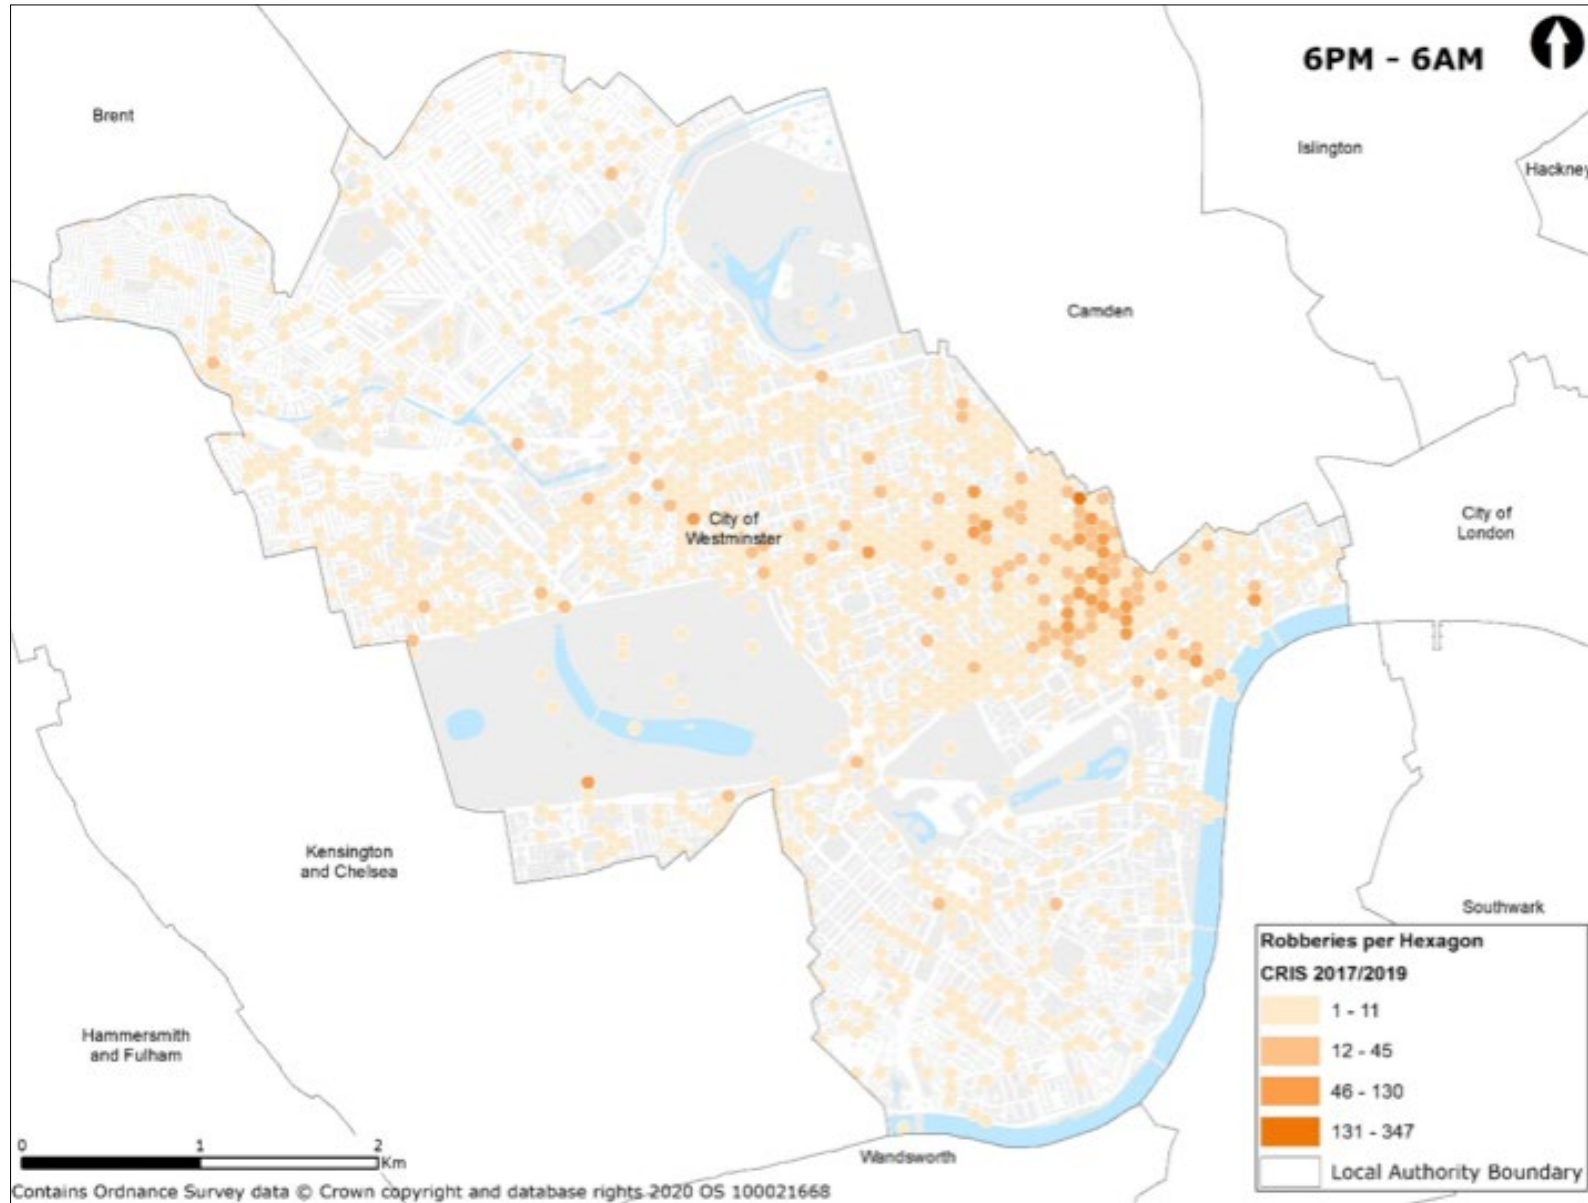 6PM - 6AM
Brent
Islington
Hackney
Camden
City of
Westminster
City of
London
Kensington
and Chelsea
Southwark
Hammersmith
and Fulham
Wandsworth
Robberies per Hexagon
CRIS 2017/2019
1 - 11
12 - 45
46 - 130
131 - 347
Local Authority Boundary
0 1 2
Km
Contains Ordnance Survey data © Crown copyright and database rights 2020 OS 100021668